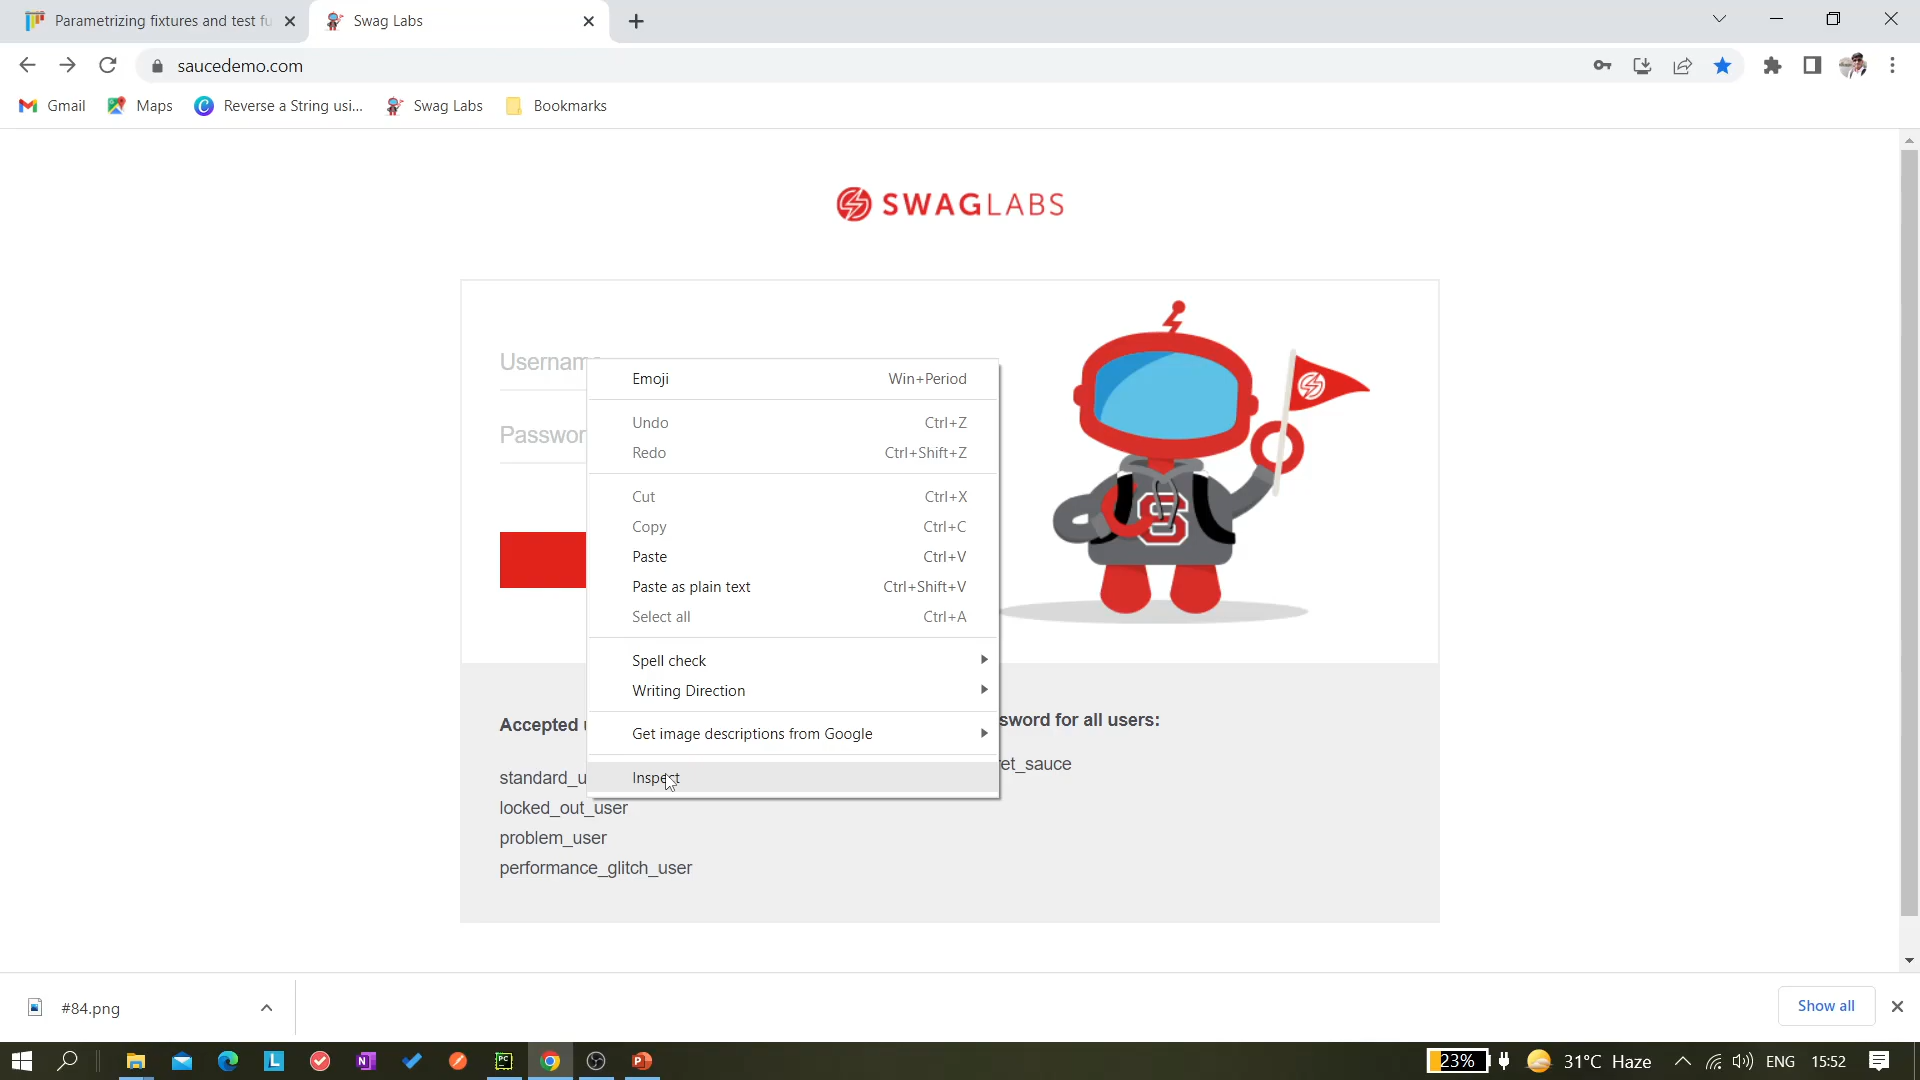 Parametrizing fixtures and test fu
Swag Labs
saucedemo.com
Gmail
Maps
Reverse a String usi...
Swag Labs
Bookmarks
SWAGLABS
Username
Emoji Win+Period
Undo Ctrl+Z
Redo Ctrl+Shift+Z
Passwor
Cut Ctrl+X
Copy Ctrl+C
Paste Ctrl+V
Paste as plain text Ctrl+Shift+V
Select all Ctrl+A
Spell check
Writing Direction
Get image descriptions from Google
Inspect
S
Accepted u
standard_u
locked_out_user
problem_user
performance_glitch_user
sword for all users:
ret_sauce
#84.png
Show all
L
N
PC
P
23%
31°C Haze
ENG
15:52